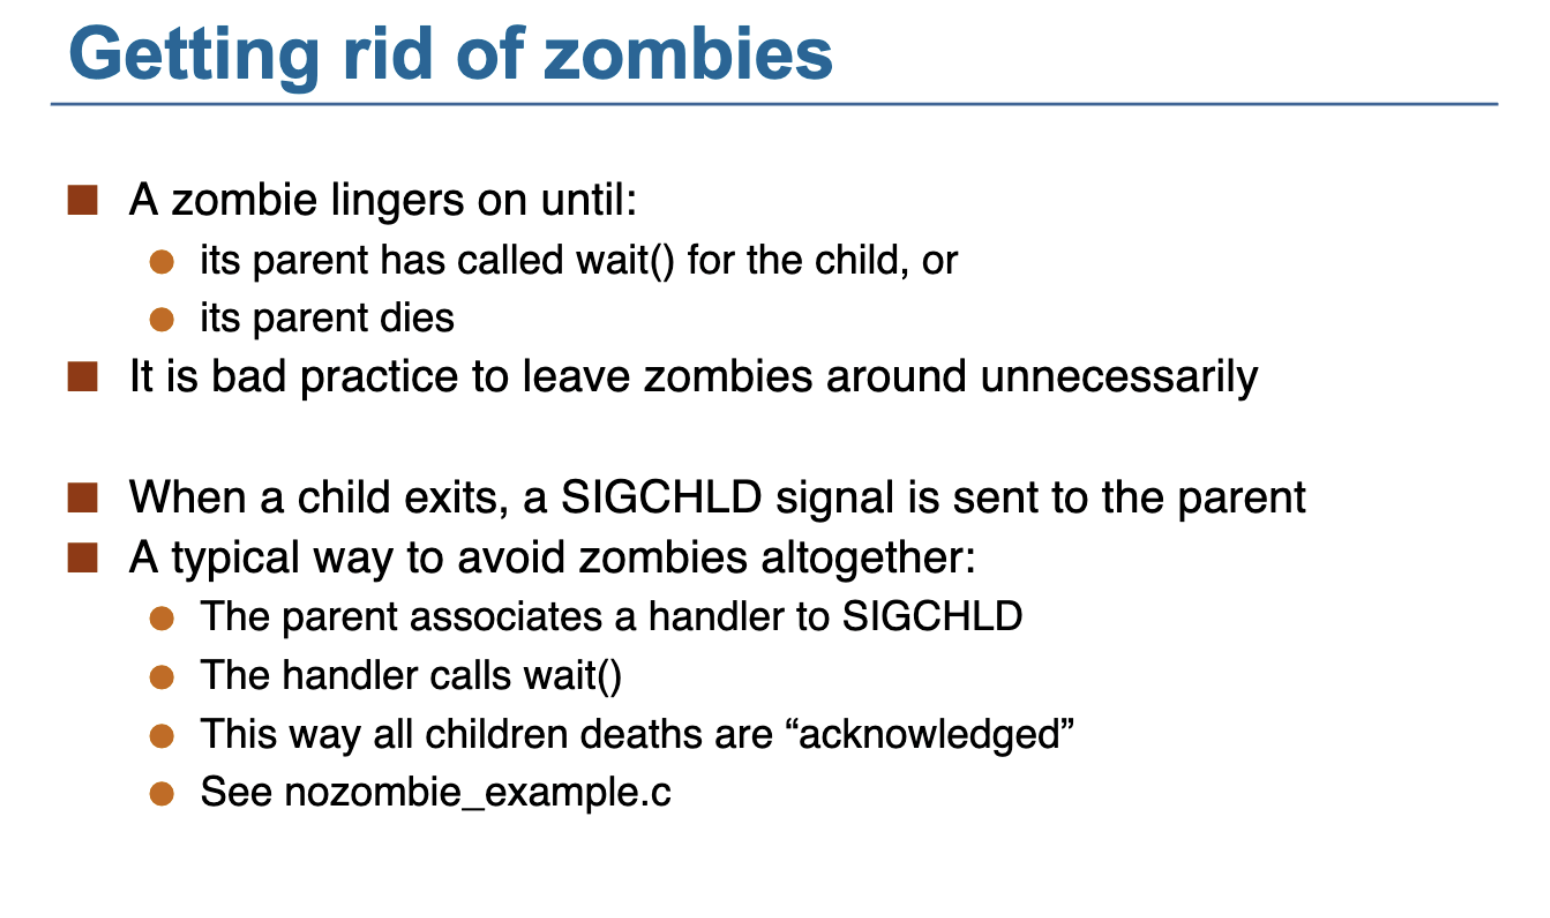 Getting rid of zombies
A zombie lingers on until:
its parent has called wait() for the child, or
its parent dies
It is bad practice to leave zombies around unnecessarily
When a child exits, a SIGCHLD signal is sent to the parent
A typical way to avoid zombies altogether:
The parent associates a handler to SIGCHLD
The handler calls wait()
This way all children deaths are “acknowledged”
See nozombie_example.c